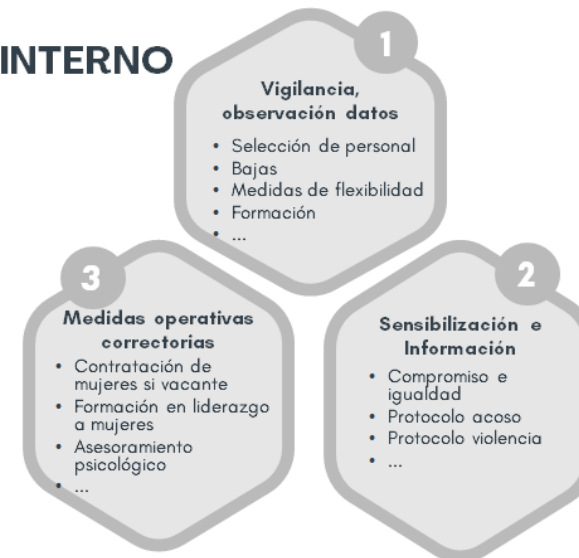 INTERNO
1
Vigilancia,
observación datos
• Selección de personal
• Bajas
• Medidas de flexibilidad
• Formación
• ...
3
Medidas operativas
correctorias
• Contratación de
mujeres si vacante
• Formación en liderazgo
a mujeres
• Asesoramiento
psicológico
• ...
2
Sensibilización e
Información
• Compromiso e
igualdad
• Protocolo acoso
• Protocolo violencia
• ...